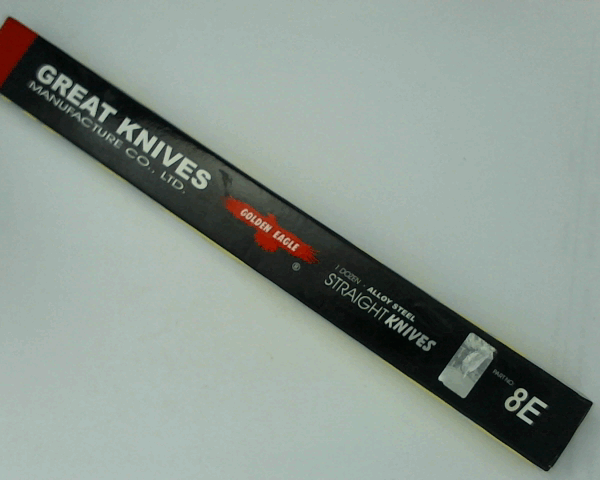 GREAT KNIVES
MANUFACTURE CO., LTD.
GOLDEN EAGLE
®
1 DOZEN - ALLOY STEEL
STRAIGHT KNIVES
PART NO.
8E